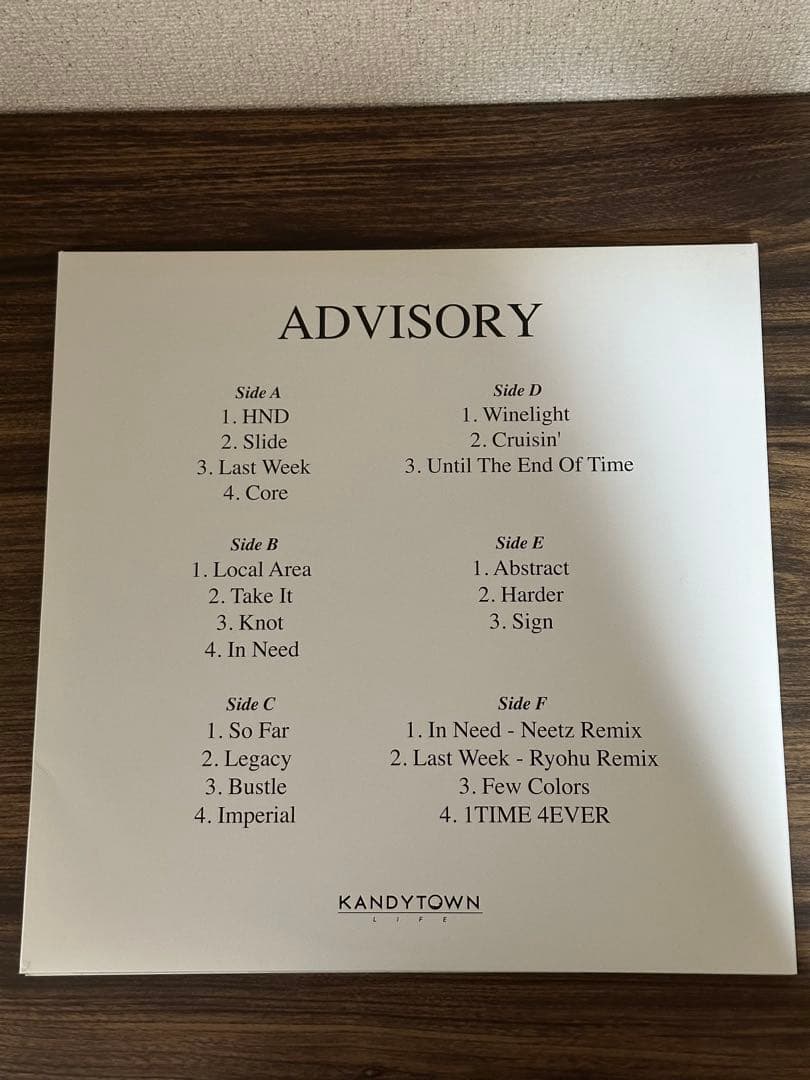 ADVISORY
Side A
1. HND
2. Slide
3. Last Week
4. Core
Side B
1. Local Area
2. Take It
3. Knot
4. In Need
Side C
1. So Far
2. Legacy
3. Bustle
4. Imperial
Side D
1. Winelight
2. Cruisin'
3. Until The End Of Time
Side E
1. Abstract
2. Harder
3. Sign
Side F
1. In Need - Neetz Remix
2. Last Week - Ryohu Remix
3. Few Colors
4. 1TIME 4EVER
KANDYTOWN
LIFE